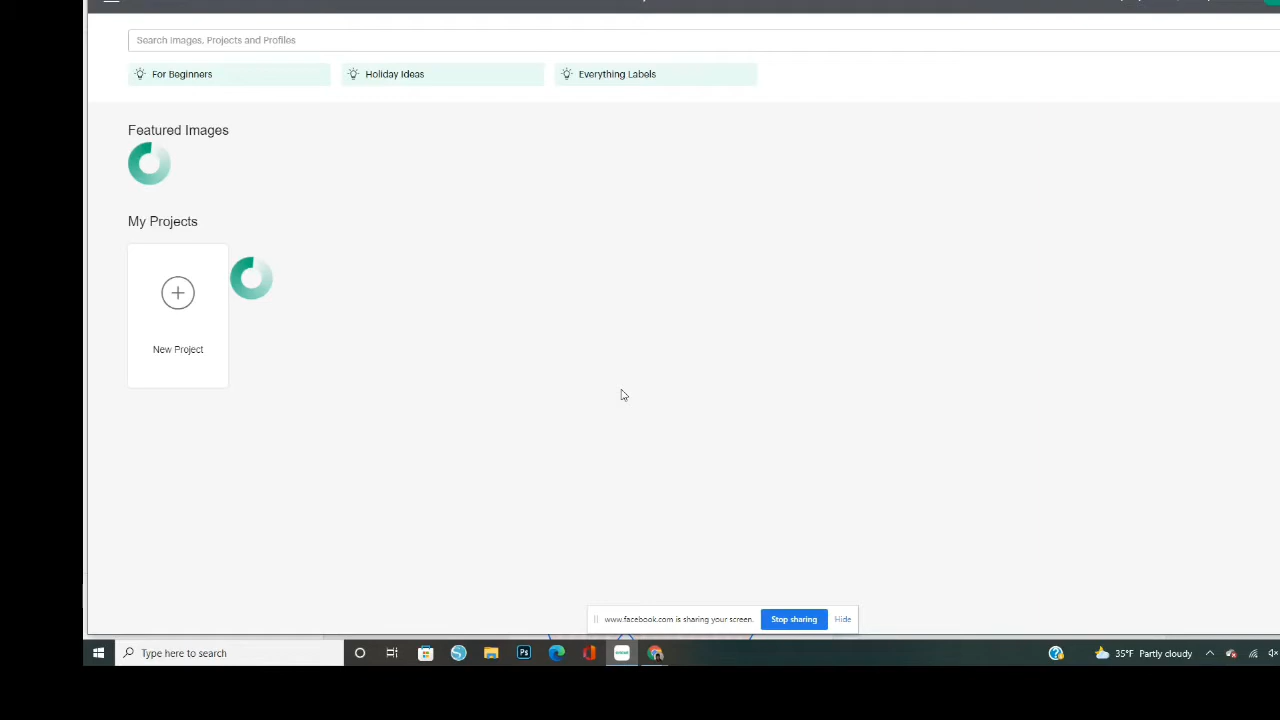 Search Images, Projects and Profiles
For Beginners
Holiday Ideas
Everything Labels
Featured Images
My Projects
New Project
www.facebook.com is sharing your screen.
Stop sharing
Hide
Type here to search
Ps
35°F Partly cloudy